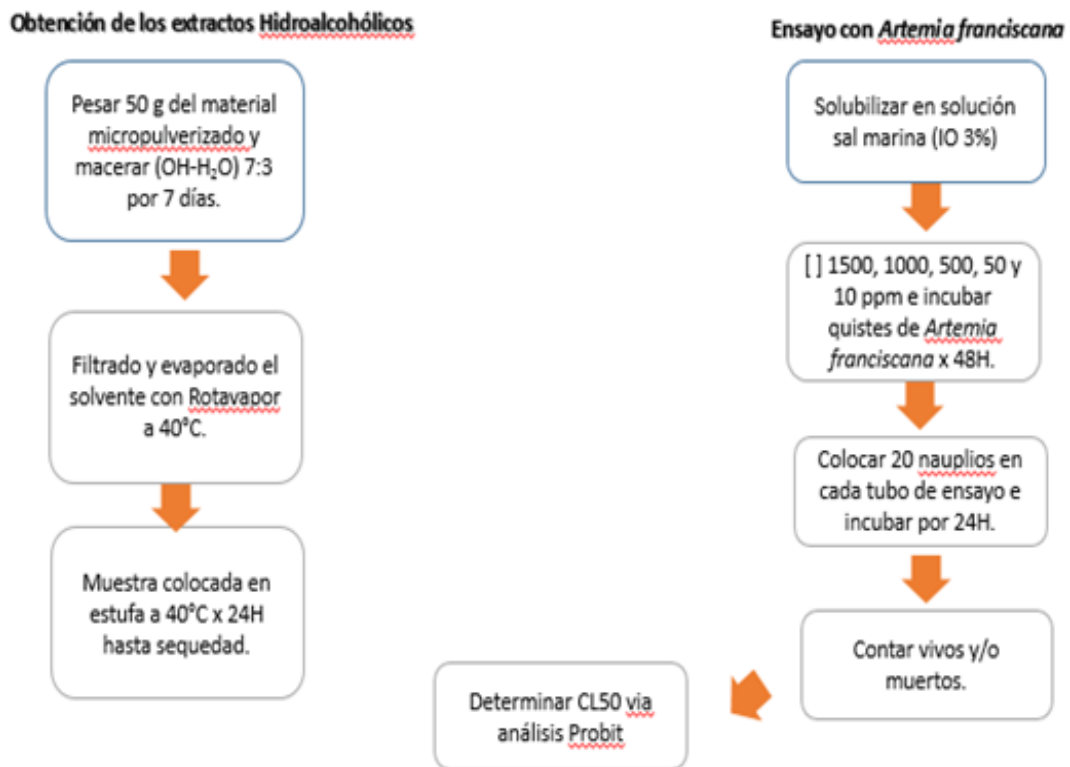 Obtención de los extractos Hidroalcohólicos
Pesar 50 g del material
micropulverizado y
macerar (OH-H₂O) 7:3
por 7 días.
Filtrado y evaporado el
solvente con Rotavapor
a 40°C.
Muestra colocada en
estufa a 40°C x 24H
hasta sequedad.
Ensayo con Artemia franciscana
Solubilizar en solución
sal marina (IO 3%)
[ ] 1500, 1000, 500, 50 y
10 ppm e incubar
quistes de Artemia
franciscana x 48H.
Colocar 20 nauplios en
cada tubo de ensayo e
incubar por 24H.
Contar vivos y/o
muertos.
Determinar CL50 via
análisis Probit